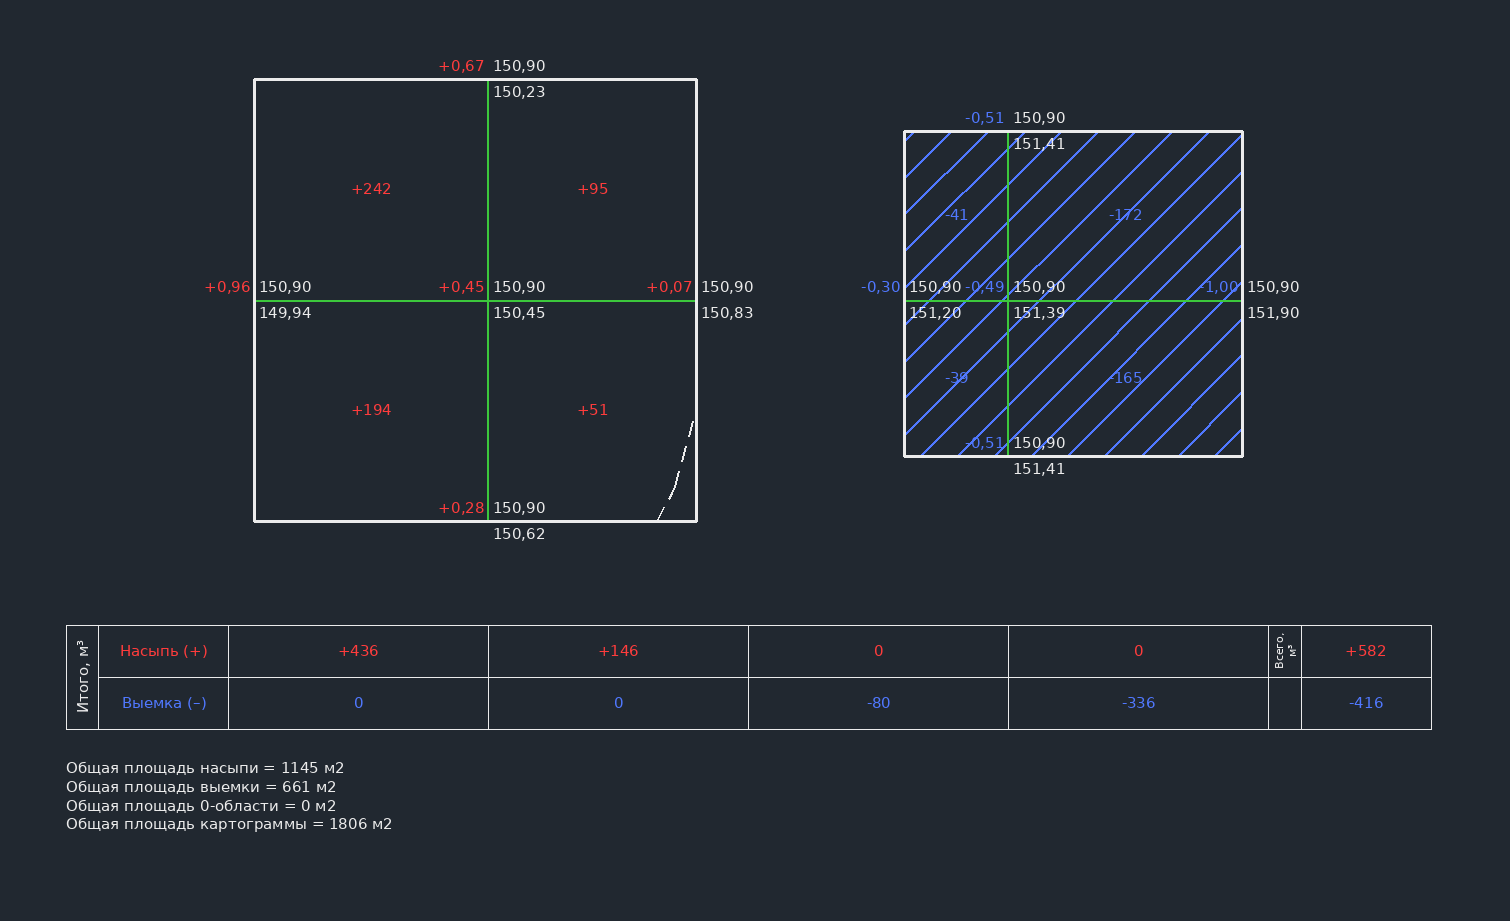 +0,67 150,90
150,23
-0,51 150,90
151,41
+242 +95
-41 -172
+0,96 150,90 +0,45 150,90 +0,07 150,90
149,94 150,45 150,83
-0,30 150,90 -0,49 150,90 -1,00 150,90
151,20 151,39 151,90
+194 +51
-39 -165
-0,51 150,90
151,41
+0,28 150,90
150,62
Итого, м³
Насыпь (+) +436 +146 0 0 Всего, м³ +582
Выемка (–) 0 0 -80 -336 -416
Общая площадь насыпи = 1145 м2
Общая площадь выемки = 661 м2
Общая площадь 0-области = 0 м2
Общая площадь картограммы = 1806 м2